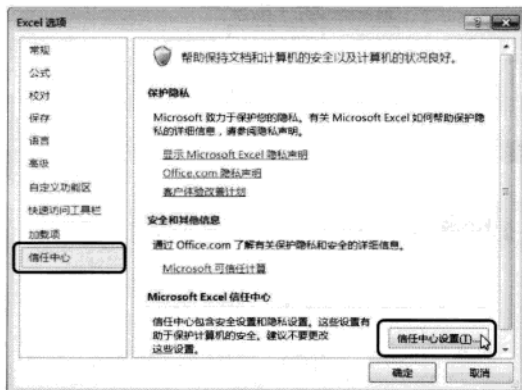 Excel 选项
常规
公式
校对
保存
语言
高级
自定义功能区
快速访问工具栏
加载项
信任中心
帮助保持文档和计算机的安全以及计算机的状况良好。
保护隐私
Microsoft 致力于保护您的隐私。有关 Microsoft Excel 如何帮助保护隐
私的详细信息，请参阅隐私声明。
显示 Microsoft Excel 隐私声明
Office.com 隐私声明
客户体验改善计划
安全和其他信息
通过 Office.com 了解有关保护隐私和安全的详细信息。
Microsoft 可信任计算
Microsoft Excel 信任中心
信任中心包含安全设置和隐私设置。这些设置有
助于保护计算机的安全。建议不要更改
这些设置。
信任中心设置(T)...
确定
取消